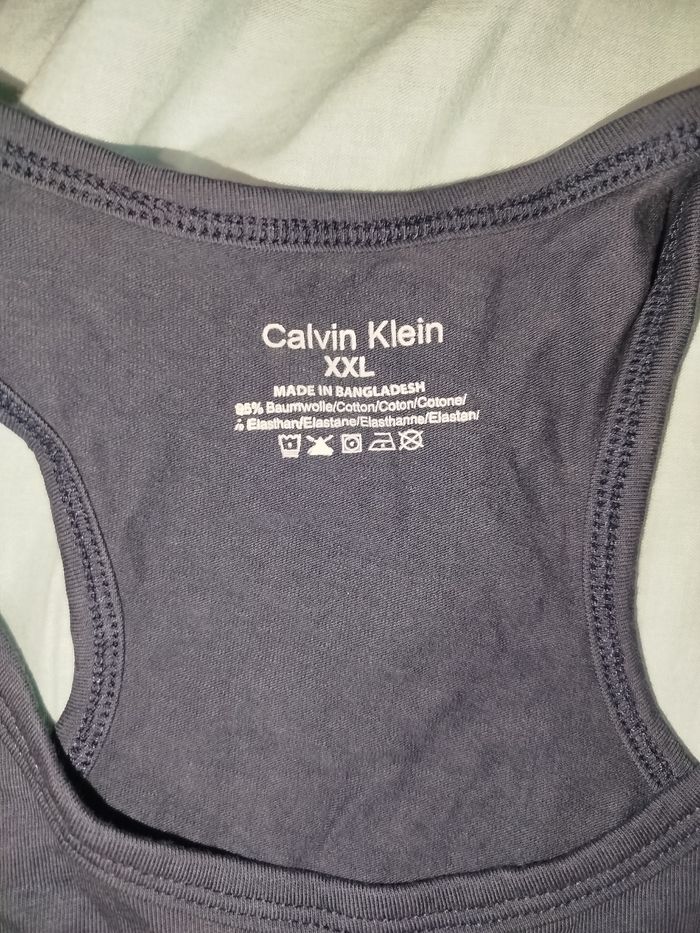 Calvin Klein
XXL
MADE IN BANGLADESH
95% Baumwolle/Cotton/Coton/Cotone/
Elasthan/Elastane/Elasthanne/Elastan/